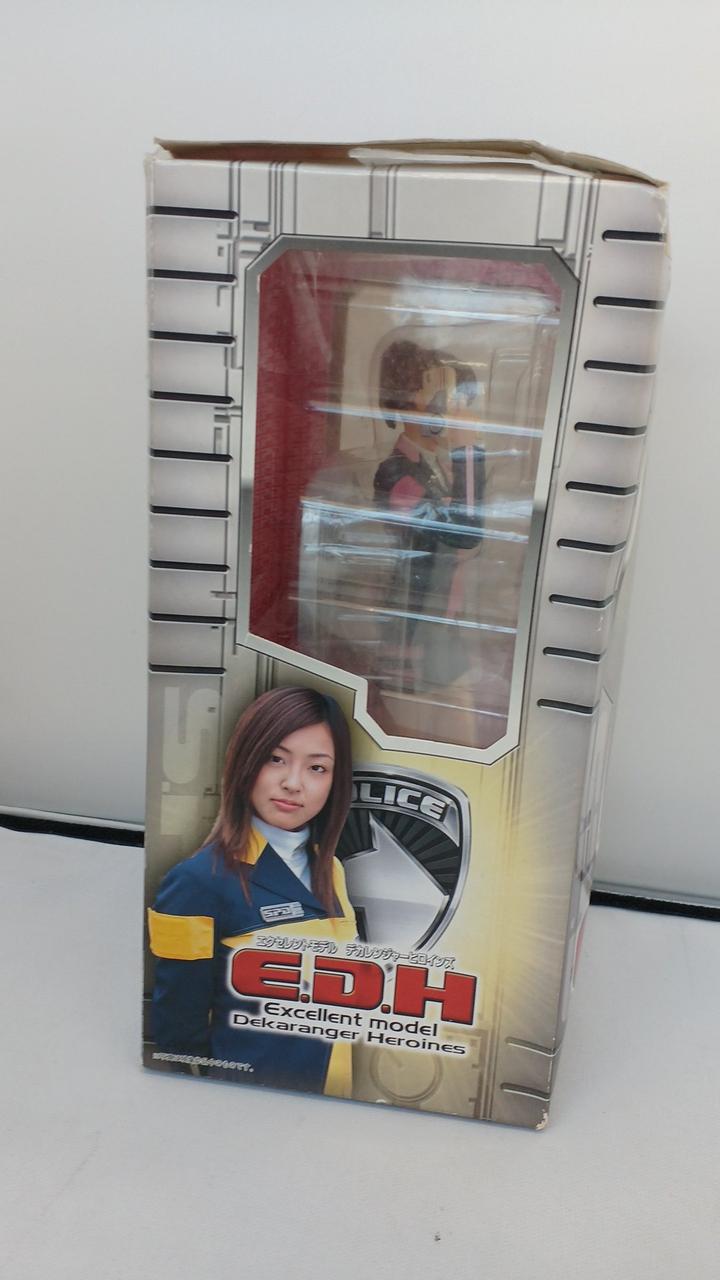 S.
POLICE
S.P.D
エクセレントモデル デカレンジャーヒロインズ
E.D.H
Excellent model
Dekaranger Heroines